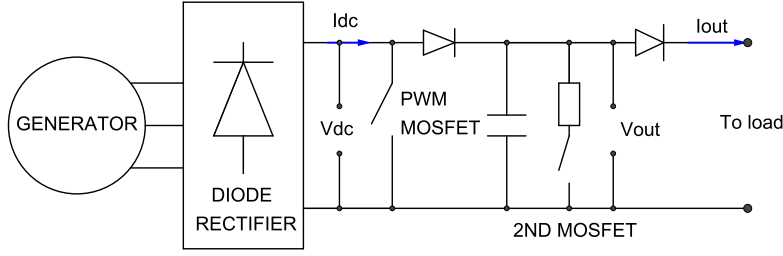 Idc
Iout
GENERATOR
PWM
MOSFET
Vdc
Vout
To load
DIODE
RECTIFIER
2ND MOSFET